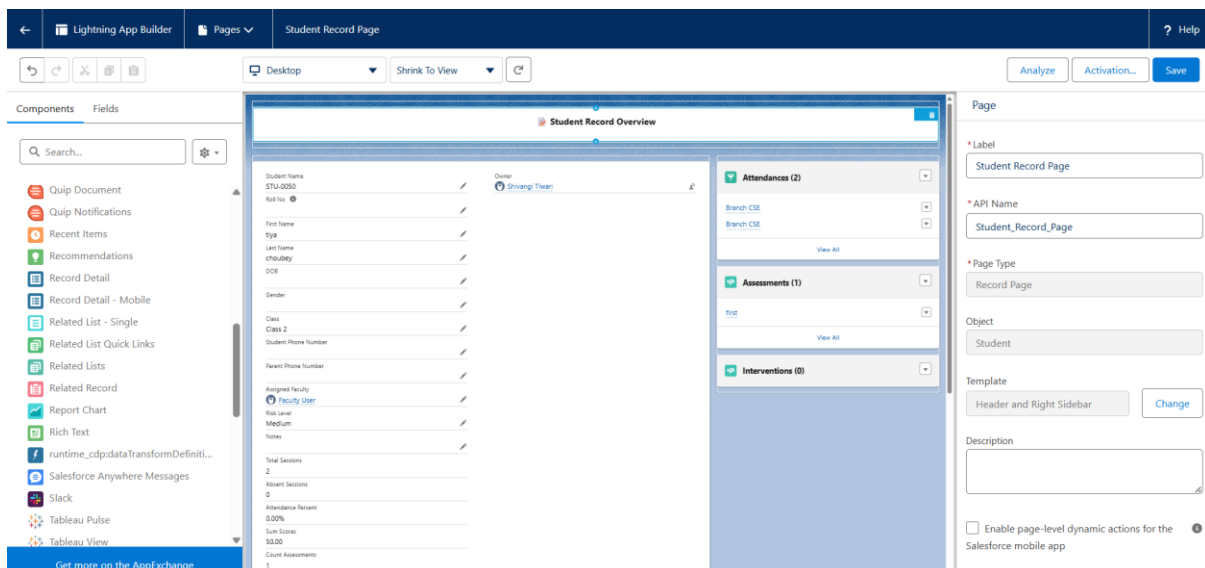 Lightning App Builder
Pages
Student Record Page
? Help
Desktop
Shrink To View
Analyze
Activation...
Save
Components
Fields
Search...
Quip Document
Quip Notifications
Recent Items
Recommendations
Record Detail
Record Detail - Mobile
Related List - Single
Related List Quick Links
Related Lists
Related Record
Report Chart
Rich Text
runtime_cdp:dataTransformDefiniti...
Salesforce Anywhere Messages
Slack
Tableau Pulse
Tableau View
Get more on the AppExchange
Student Record Overview
Student Name
STU-0050
Roll No
First Name
tiya
Last Name
choubey
DOB
Gender
Class
Class 2
Student Phone Number
Parent Phone Number
Assigned Faculty
Faculty User
Risk Level
Medium
Notes
Total Sessions
2
Absent Sessions
0
Attendance Percent
0.00%
Sum Scores
50.00
Count Assessments
1
Owner
Shivangi Tiwari
Attendances (2)
Branch CSE
Branch CSE
View All
Assessments (1)
first
View All
Interventions (0)
Page
*Label
Student Record Page
*API Name
Student_Record_Page
*Page Type
Record Page
Object
Student
Template
Header and Right Sidebar
Change
Description
Enable page-level dynamic actions for the
Salesforce mobile app